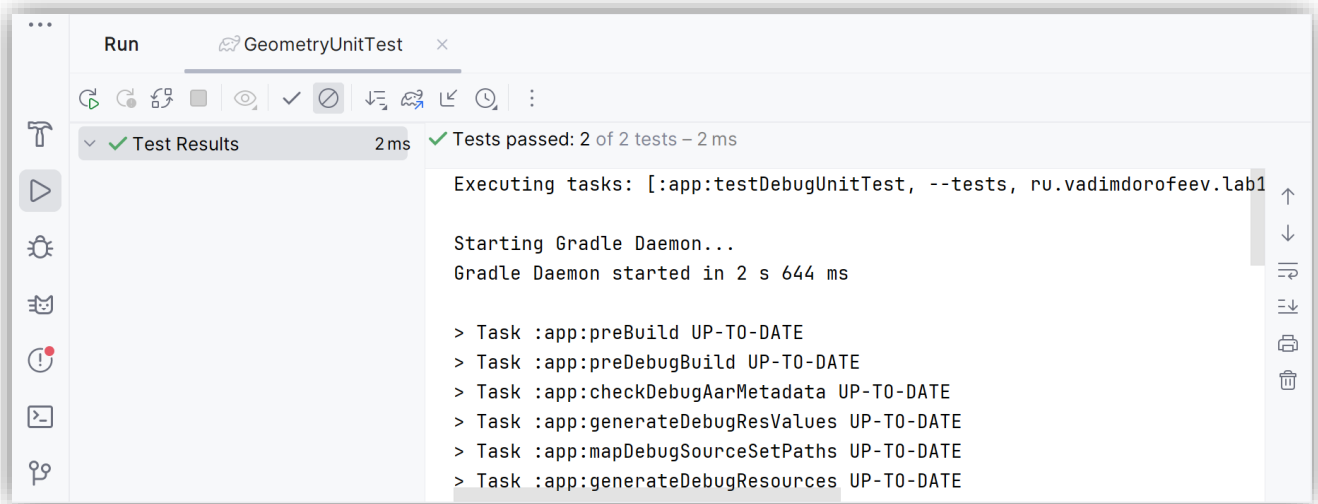 Run
GeometryUnitTest
Test Results 2 ms
Tests passed: 2 of 2 tests – 2 ms
Executing tasks: [:app:testDebugUnitTest, --tests, ru.vadimdorofeev.lab1
Starting Gradle Daemon...
Gradle Daemon started in 2 s 644 ms
> Task :app:preBuild UP-TO-DATE
> Task :app:preDebugBuild UP-TO-DATE
> Task :app:checkDebugAarMetadata UP-TO-DATE
> Task :app:generateDebugResValues UP-TO-DATE
> Task :app:mapDebugSourceSetPaths UP-TO-DATE
> Task :app:generateDebugResources UP-TO-DATE